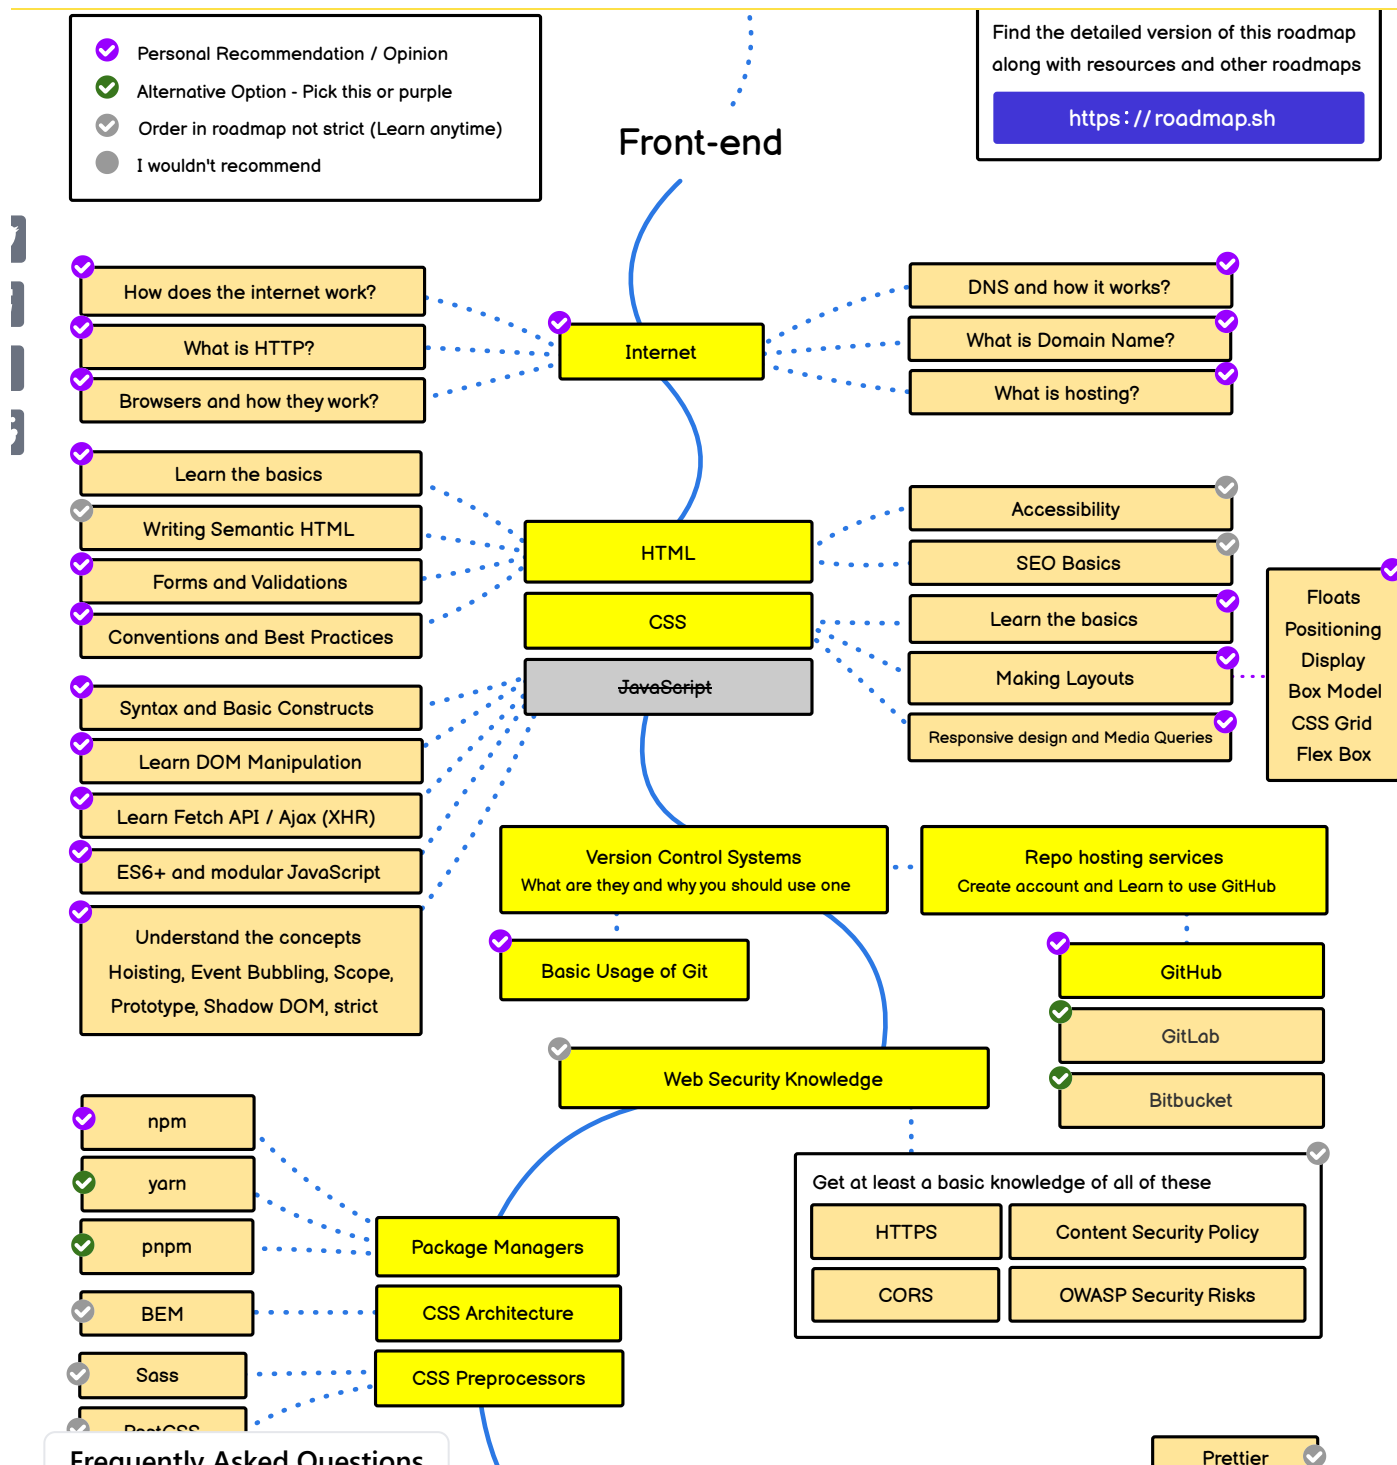 Personal Recommendation / Opinion
Alternative Option - Pick this or purple
Order in roadmap not strict (Learn anytime)
I wouldn't recommend
Find the detailed version of this roadmap
along with resources and other roadmaps
https://roadmap.sh
Front-end
How does the internet work?
What is HTTP?
Browsers and how they work?
Internet
DNS and how it works?
What is Domain Name?
What is hosting?
Learn the basics
Writing Semantic HTML
Forms and Validations
Conventions and Best Practices
HTML
CSS
JavaScript
Accessibility
SEO Basics
Learn the basics
Making Layouts
Responsive design and Media Queries
Floats
Positioning
Display
Box Model
CSS Grid
Flex Box
Syntax and Basic Constructs
Learn DOM Manipulation
Learn Fetch API / Ajax (XHR)
ES6+ and modular JavaScript
Understand the concepts
Hoisting, Event Bubbling, Scope,
Prototype, Shadow DOM, strict
Version Control Systems
What are they and why you should use one
Repo hosting services
Create account and Learn to use GitHub
Basic Usage of Git
GitHub
GitLab
Bitbucket
Web Security Knowledge
Get at least a basic knowledge of all of these
HTTPS
Content Security Policy
CORS
OWASP Security Risks
npm
yarn
pnpm
BEM
Sass
PostCSS
Package Managers
CSS Architecture
CSS Preprocessors
Prettier
Frequently Asked Questions